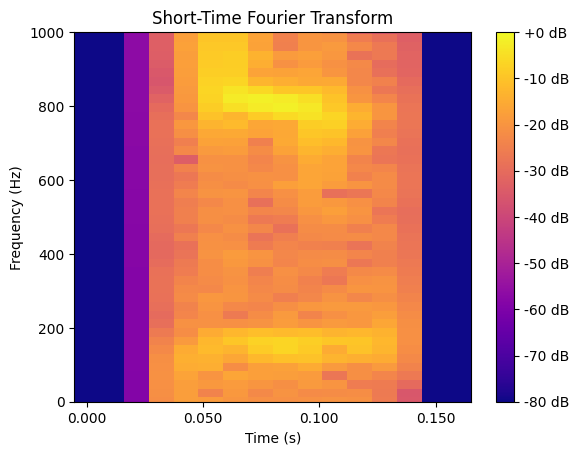 Short-Time Fourier Transform
1000
800
600
400
200
0
Frequency (Hz)
0.000
0.050
0.100
0.150
Time (s)
+0 dB
-10 dB
-20 dB
-30 dB
-40 dB
-50 dB
-60 dB
-70 dB
-80 dB